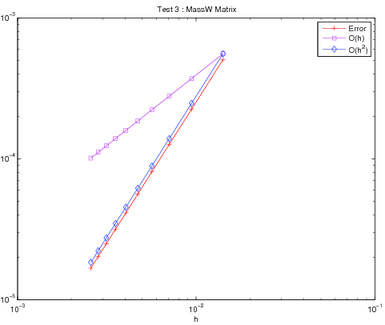 Test 3 : MassW Matrix
10⁻³
Error
O(h)
O(h²)
10⁻⁴
10⁻⁵
10⁻³
10⁻²
10⁻¹
h